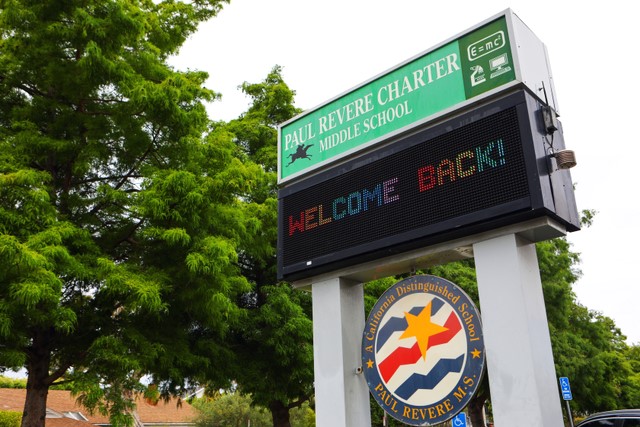 E=mc²
PAUL REVERE CHARTER
MIDDLE SCHOOL
WELCOME BACK!
A California Distinguished School
PAUL REVERE M.S.